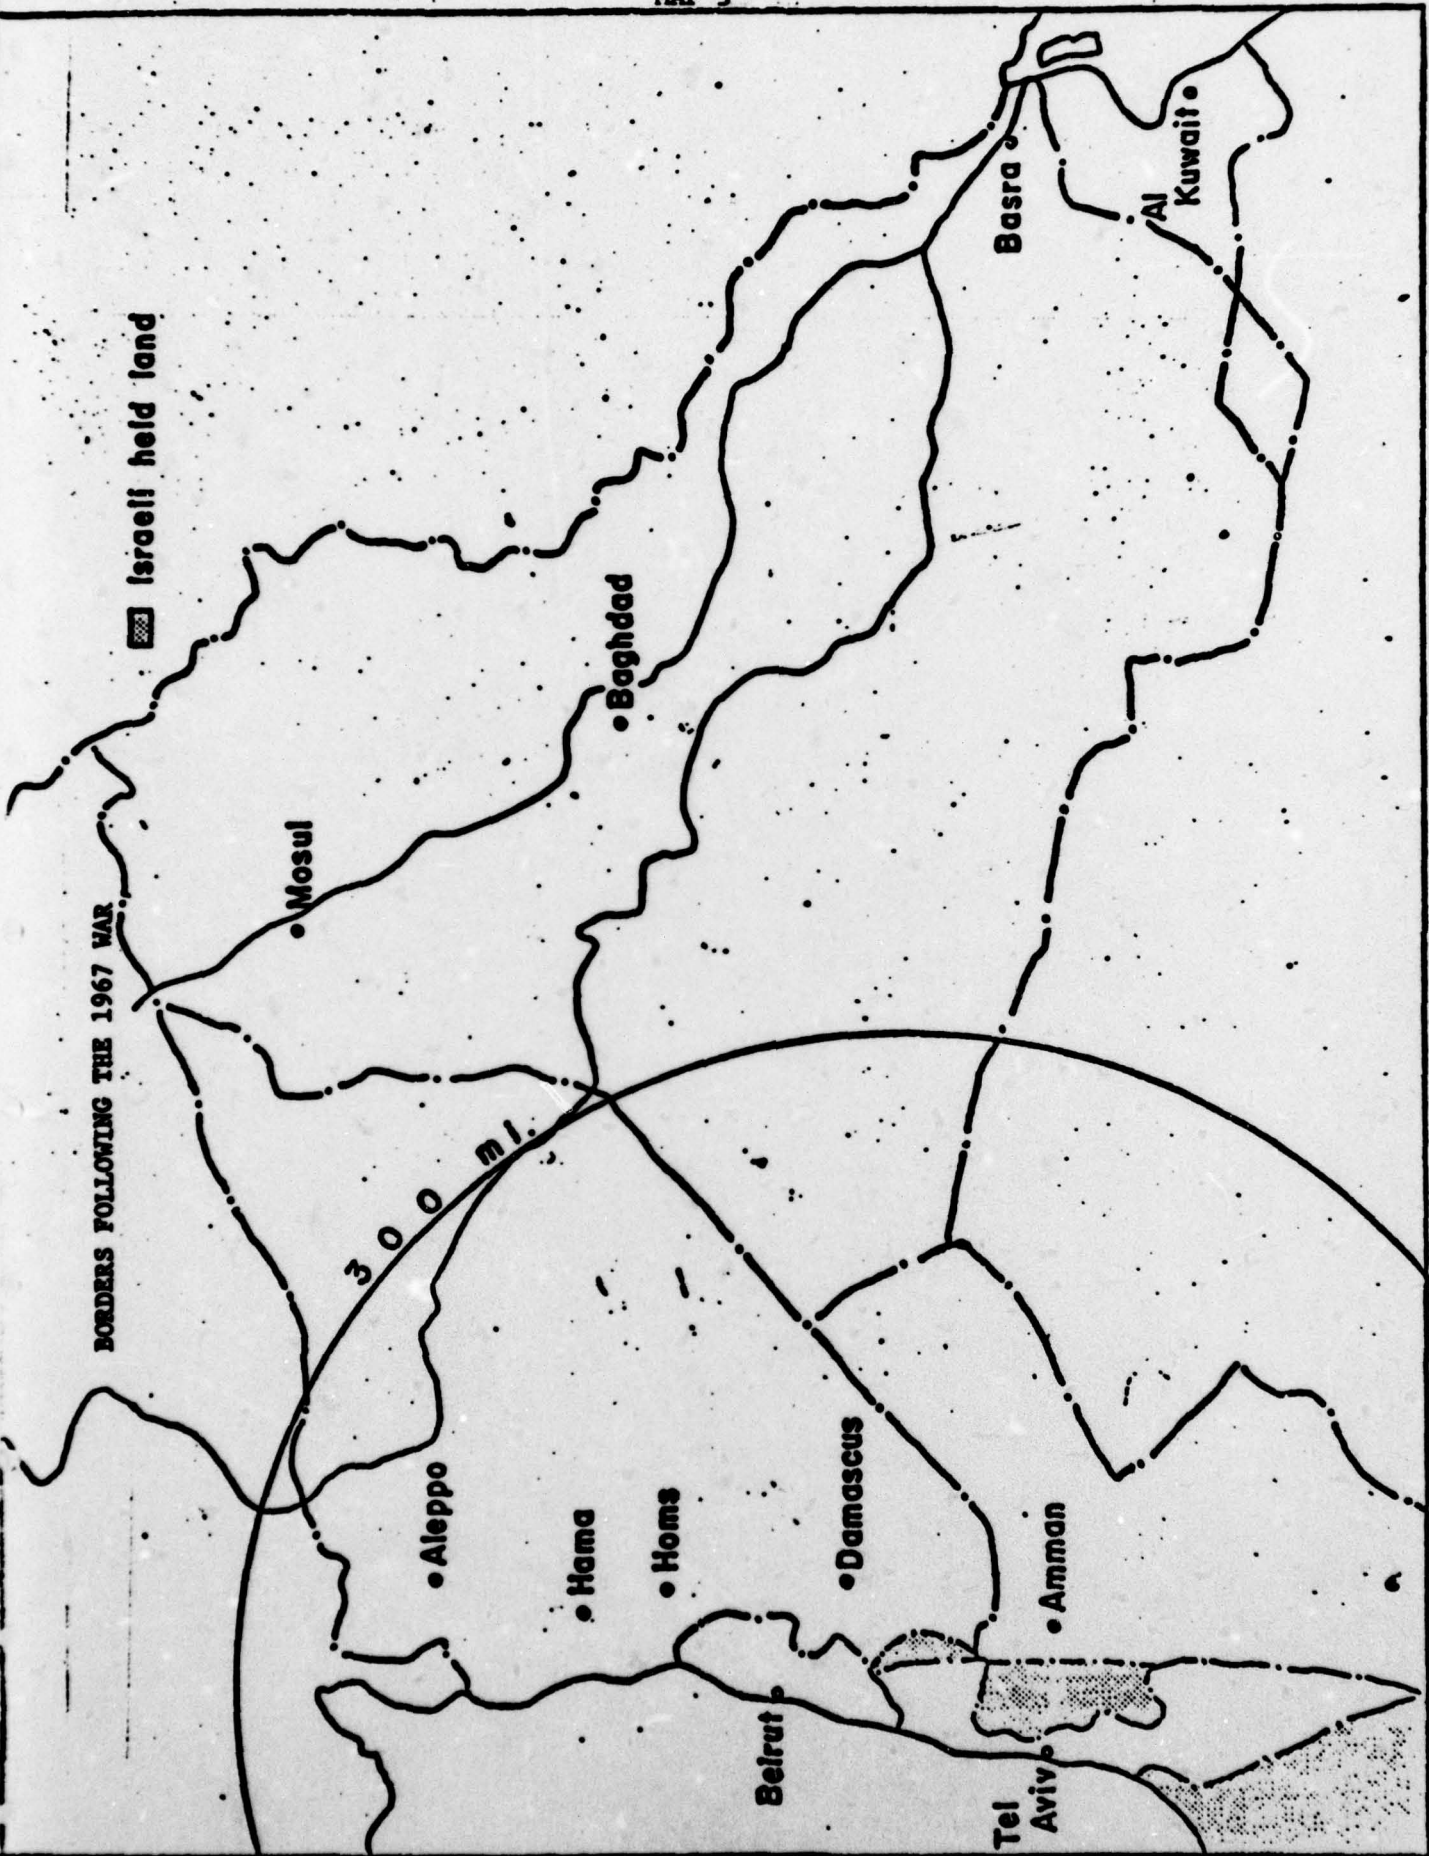 BORDERS FOLLOWING THE 1967 WAR
Israeli held land
300 mi.
Mosul
Baghdad
Basra
Al
Kuwait
Aleppo
Hama
Homs
Damascus
Beirut
Amman
Tel
Aviv